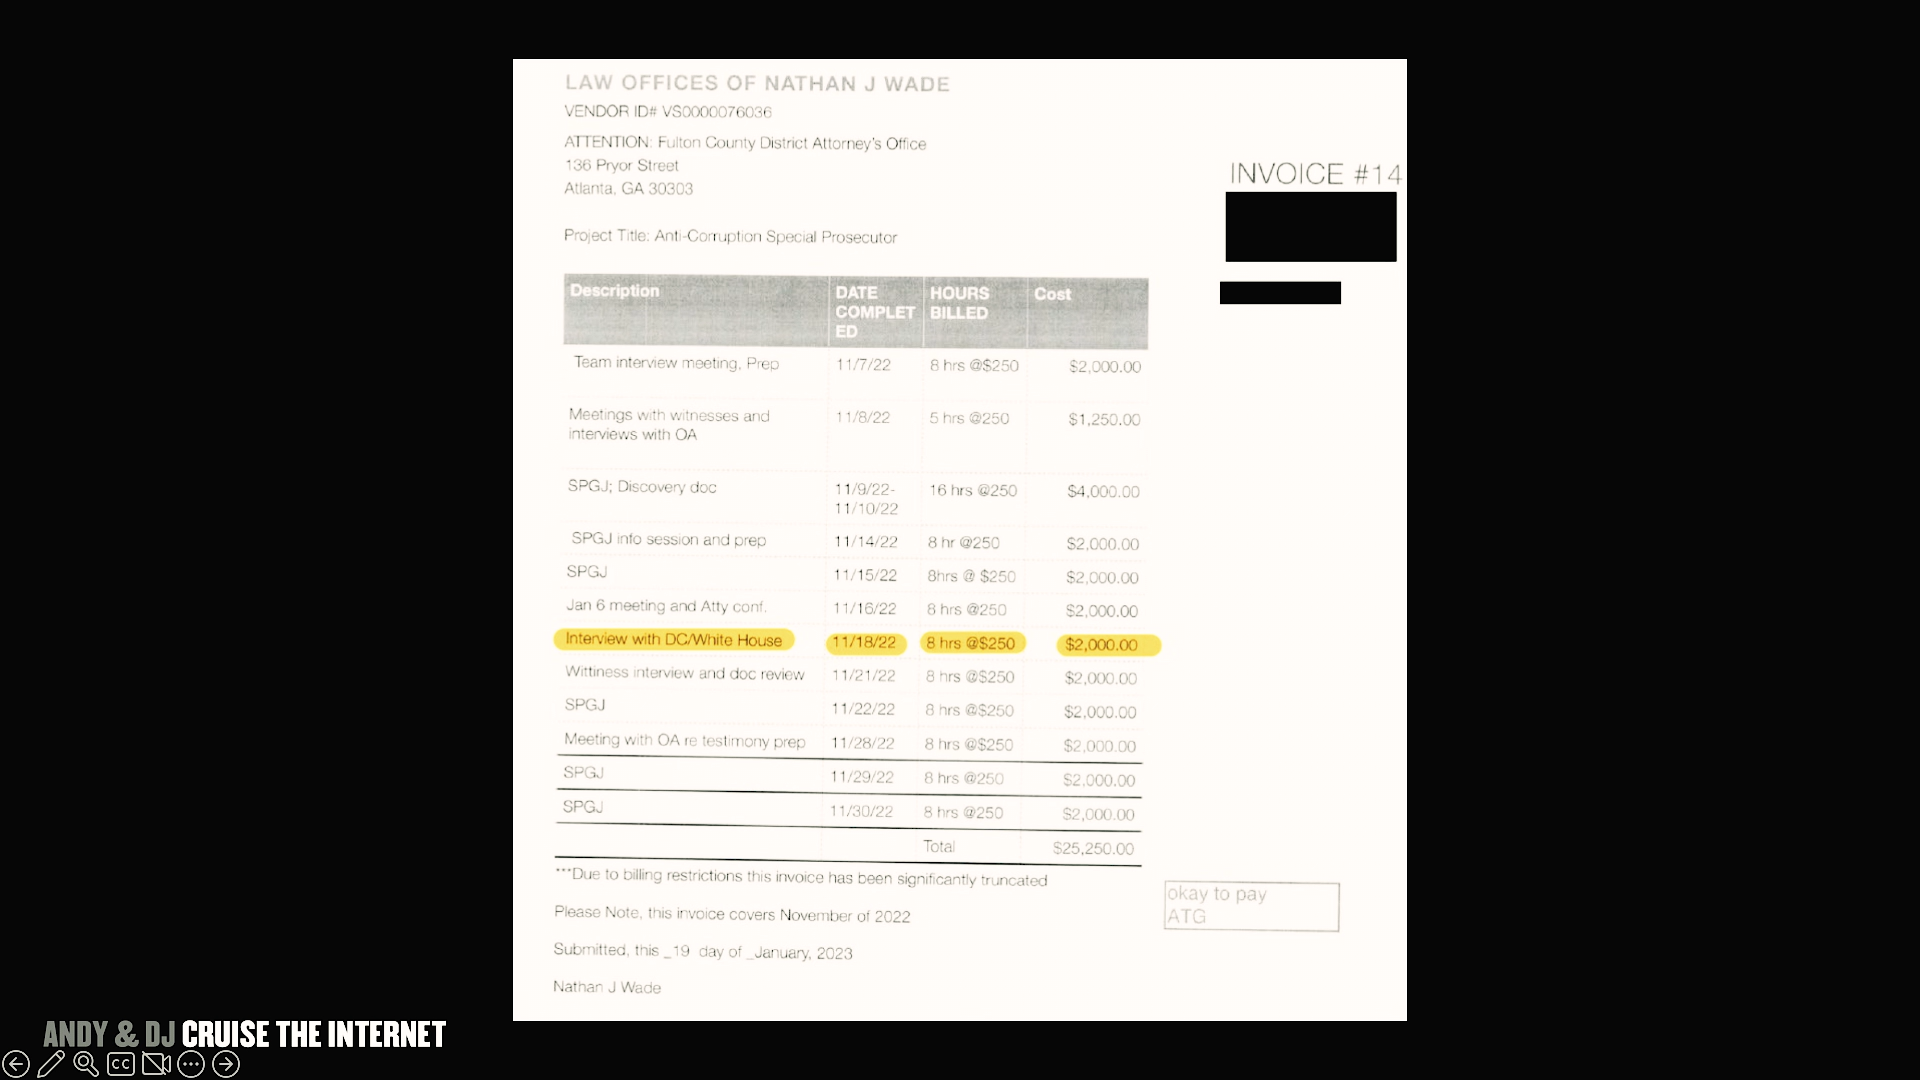 LAW OFFICES OF NATHAN J WADE
VENDOR ID# VS0000076036
ATTENTION: Fulton County District Attorney's Office
136 Pryor Street
Atlanta, GA 30303
INVOICE #14
Project Title: Anti-Corruption Special Prosecutor
Description DATE COMPLET ED HOURS BILLED Cost
Team interview meeting, Prep 11/7/22 8 hrs @$250 $2,000.00
Meetings with witnesses and interviews with OA 11/8/22 5 hrs @250 $1,250.00
SPGJ; Discovery doc 11/9/22-11/10/22 16 hrs @250 $4,000.00
SPGJ info session and prep 11/14/22 8 hr @250 $2,000.00
SPGJ 11/15/22 8hrs @ $250 $2,000.00
Jan 6 meeting and Atty conf. 11/16/22 8 hrs @250 $2,000.00
Interview with DC/White House 11/18/22 8 hrs @$250 $2,000.00
Wittiness interview and doc review 11/21/22 8 hrs @$250 $2,000.00
SPGJ 11/22/22 8 hrs @$250 $2,000.00
Meeting with OA re testimony prep 11/28/22 8 hrs @$250 $2,000.00
SPGJ 11/29/22 8 hrs @250 $2,000.00
SPGJ 11/30/22 8 hrs @250 $2,000.00
Total $25,250.00
***Due to billing restrictions this invoice has been significantly truncated
okay to pay
ATG
Please Note, this invoice covers November of 2022
Submitted, this _19 day of _January, 2023
Nathan J Wade
ANDY & DJ CRUISE THE INTERNET
CC